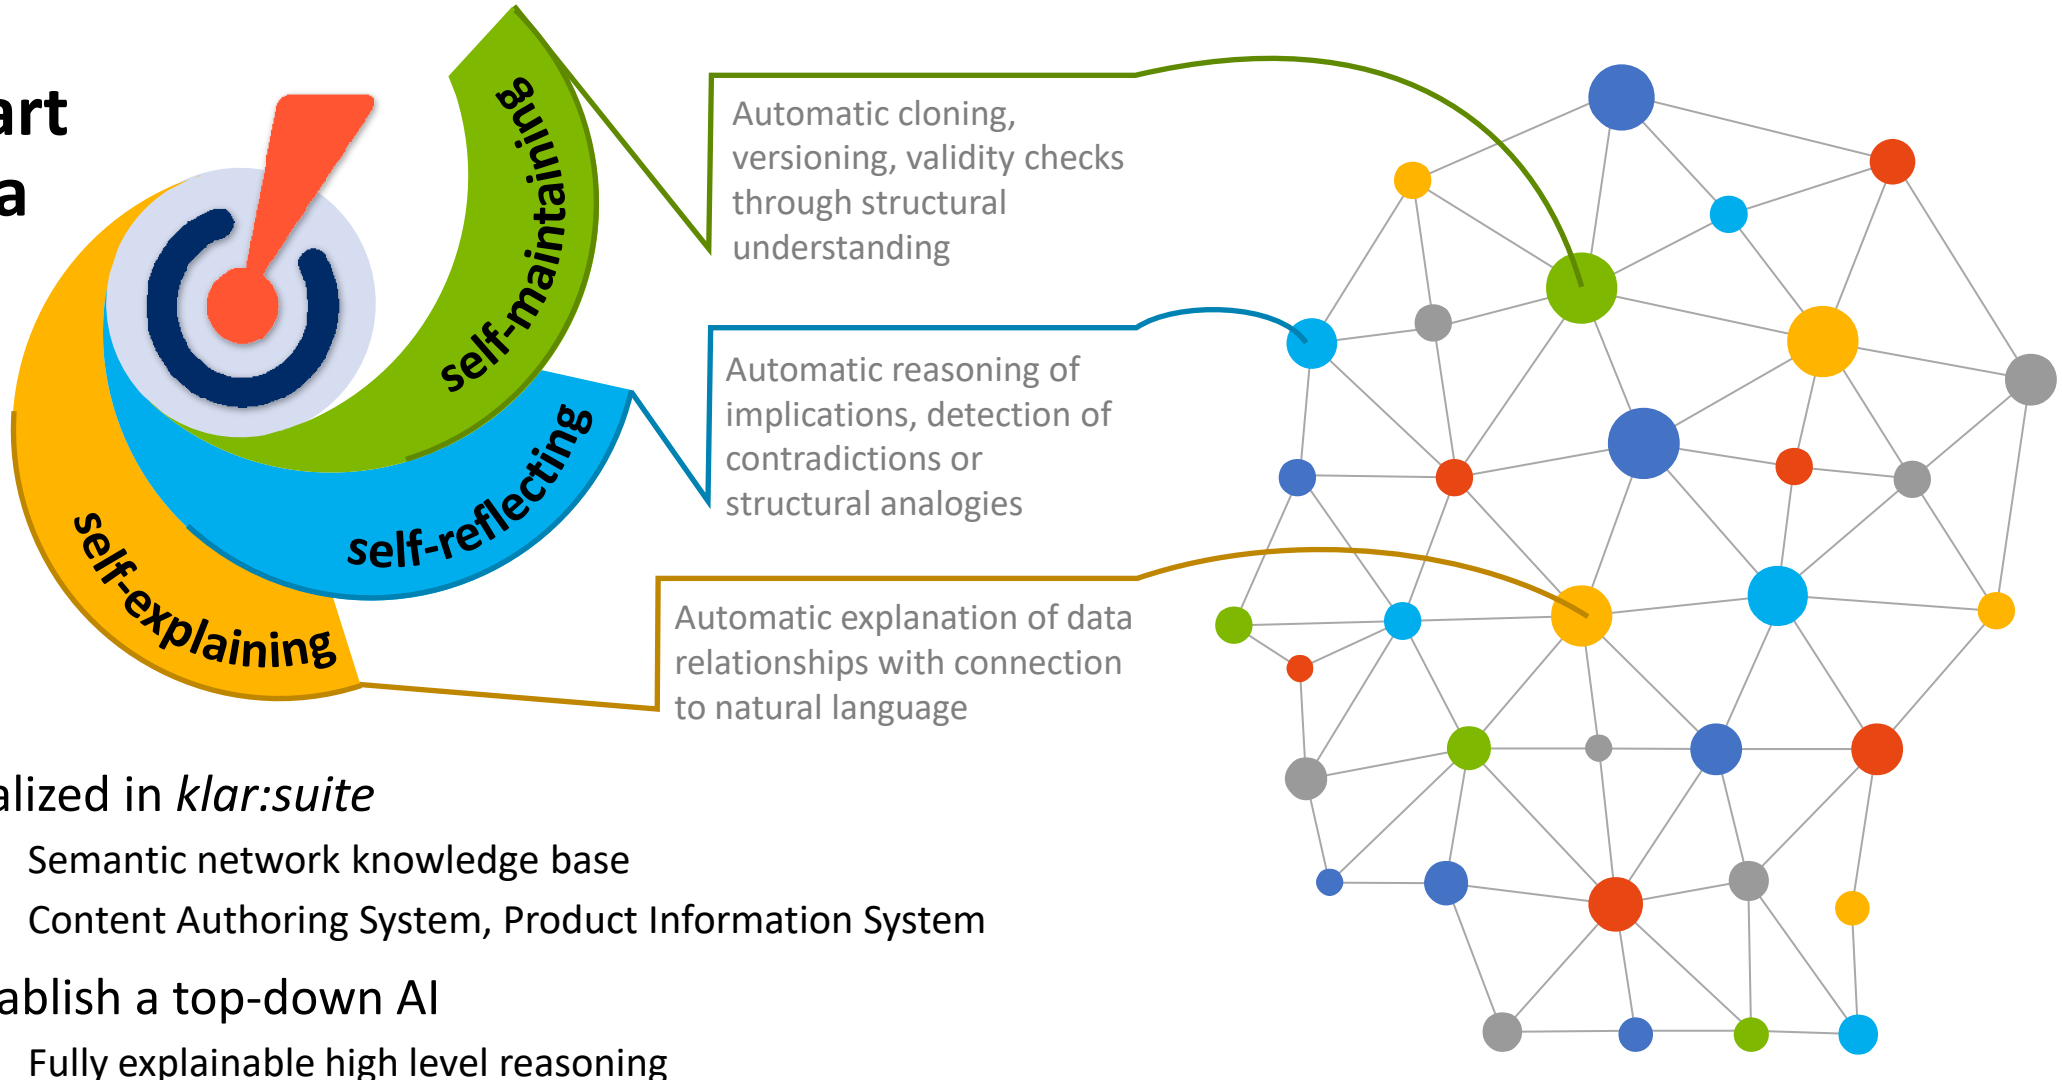 art
a
self-maintaining
self-reflecting
self-explaining
Automatic cloning,
versioning, validity checks
through structural
understanding
Automatic reasoning of
implications, detection of
contradictions or
structural analogies
Automatic explanation of data
relationships with connection
to natural language
alized in klar:suite
Semantic network knowledge base
Content Authoring System, Product Information System
ablish a top-down AI
Fully explainable high level reasoning